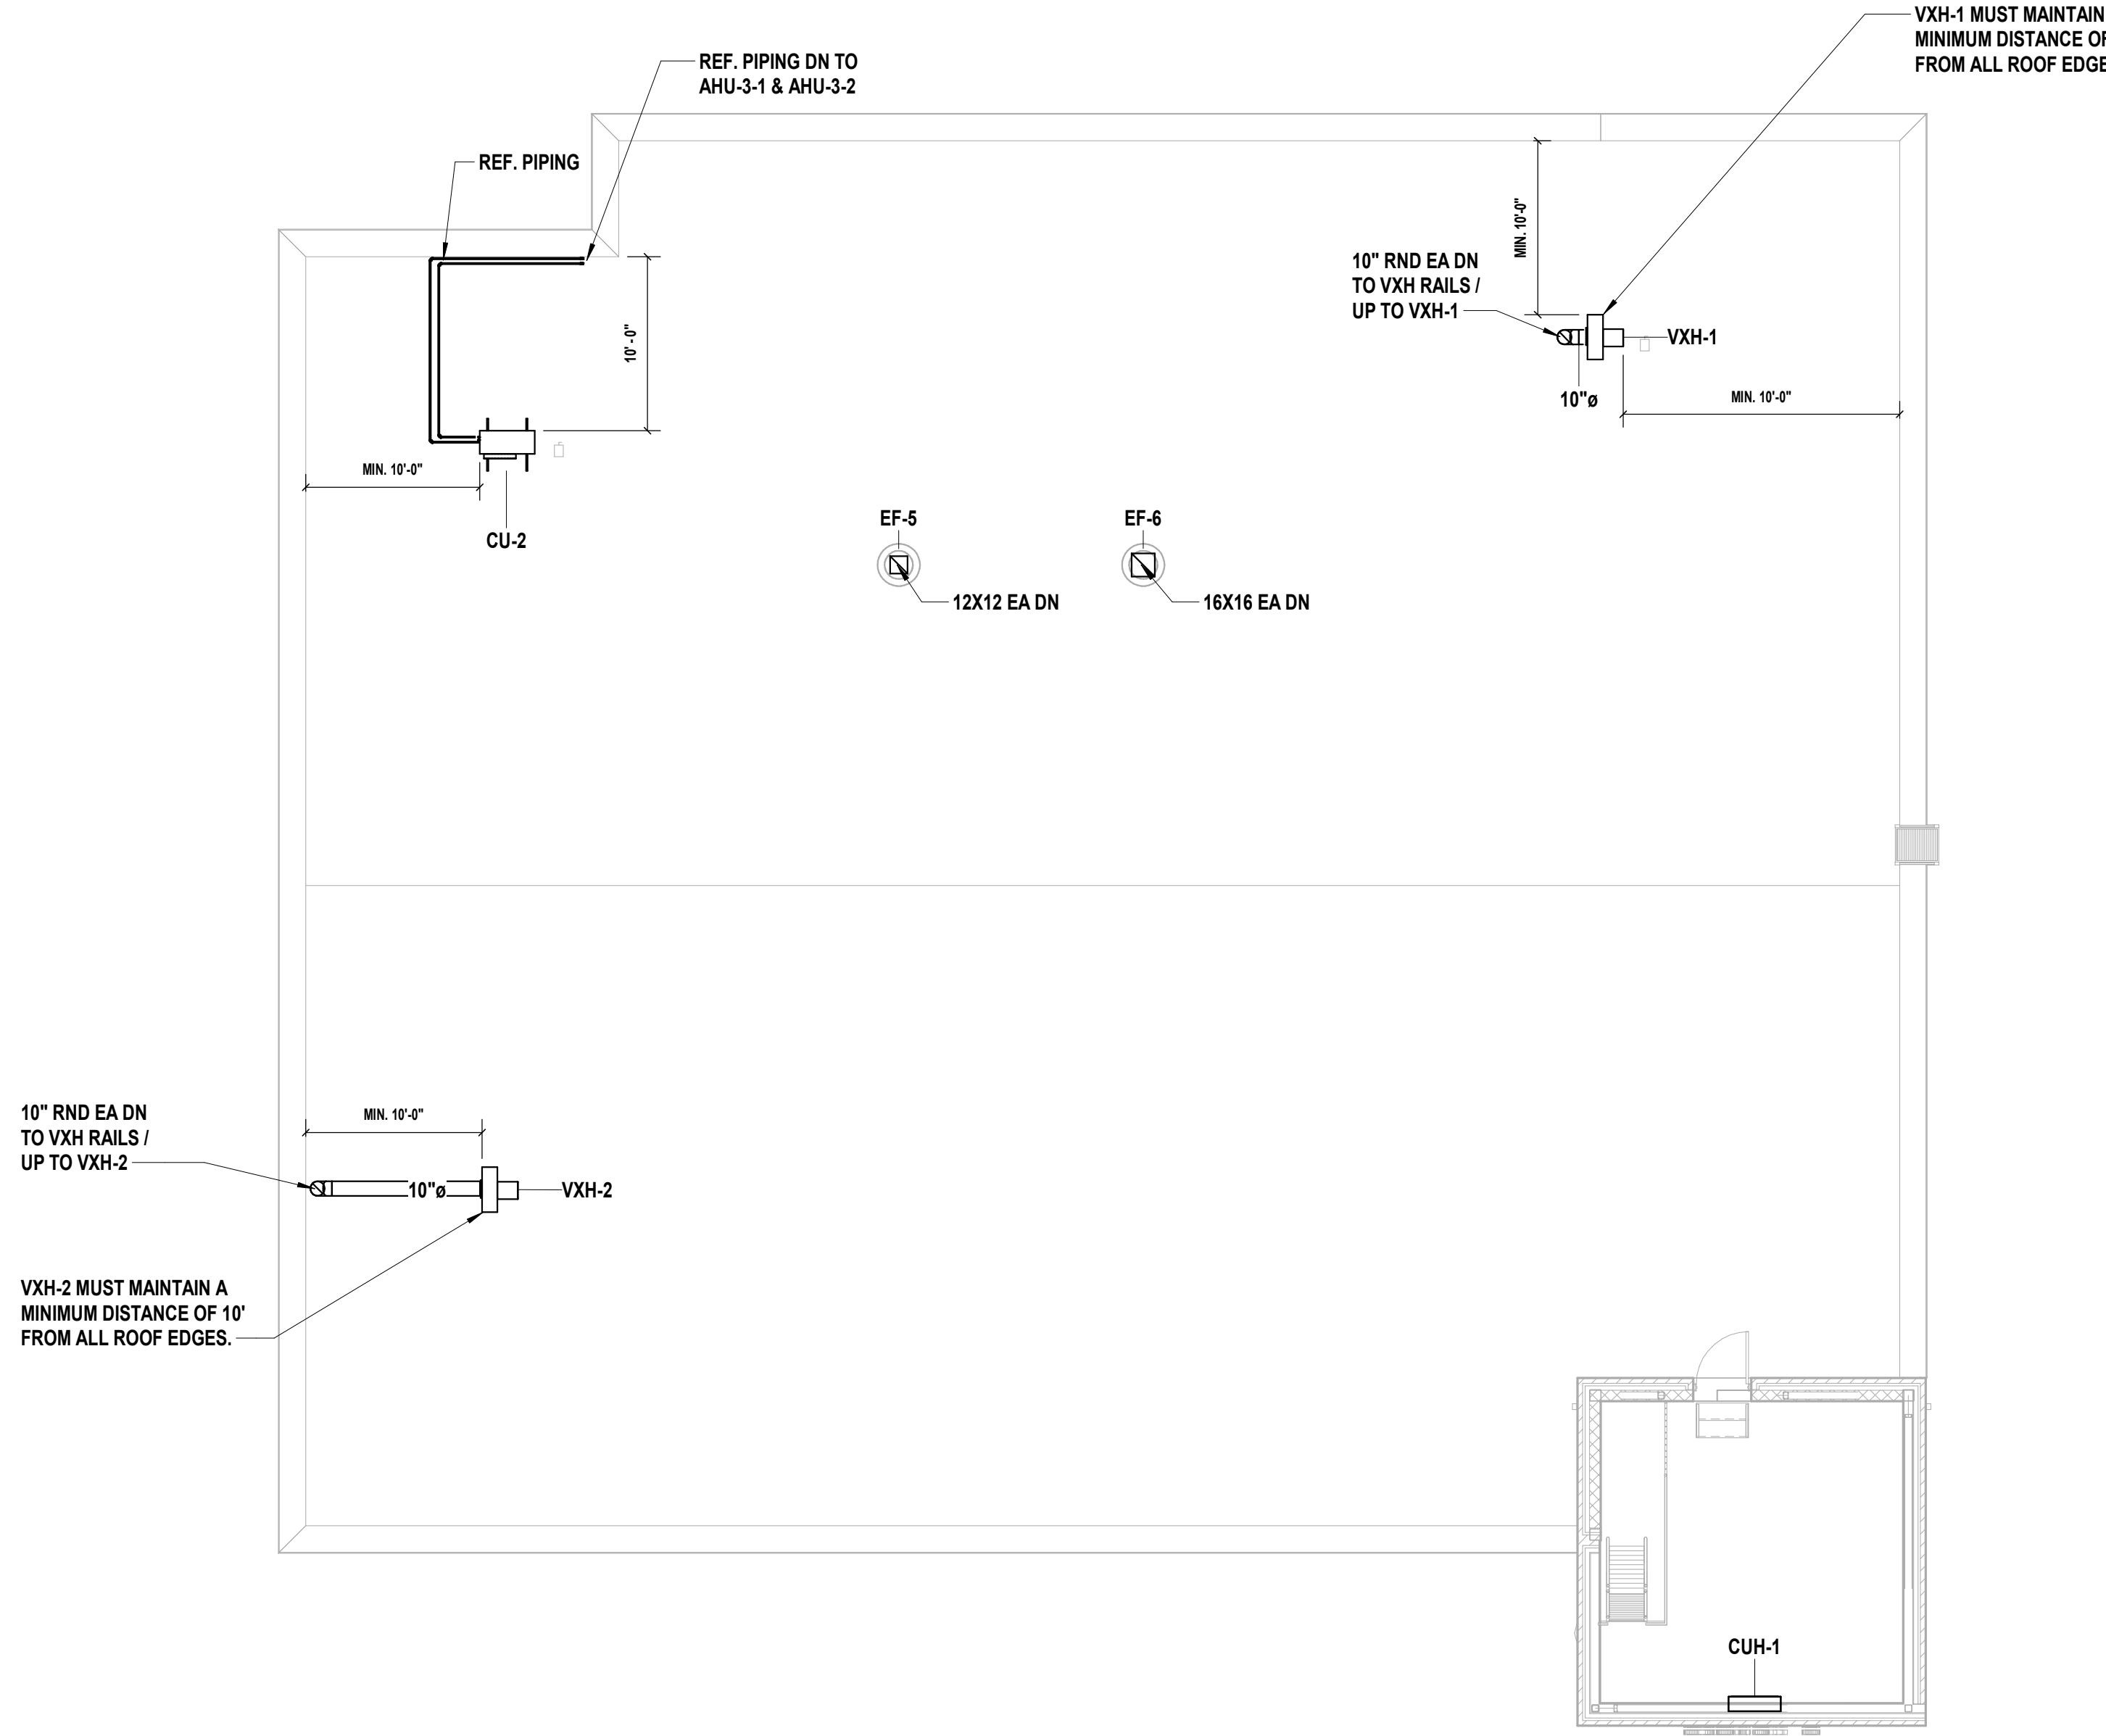 VXH-1 MUST MAINTAIN
MINIMUM DISTANCE OF
FROM ALL ROOF EDGE
REF. PIPING DN TO
AHU-3-1 & AHU-3-2
REF. PIPING
MIN. 10'-0"
10" RND EA DN
TO VXH RAILS /
UP TO VXH-1
VXH-1
10' - 0"
10"ø
MIN. 10'-0"
MIN. 10'-0"
CU-2
EF-5
EF-6
12X12 EA DN
16X16 EA DN
10" RND EA DN
TO VXH RAILS /
UP TO VXH-2
MIN. 10'-0"
10"ø
VXH-2
VXH-2 MUST MAINTAIN A
MINIMUM DISTANCE OF 10'
FROM ALL ROOF EDGES.
CUH-1